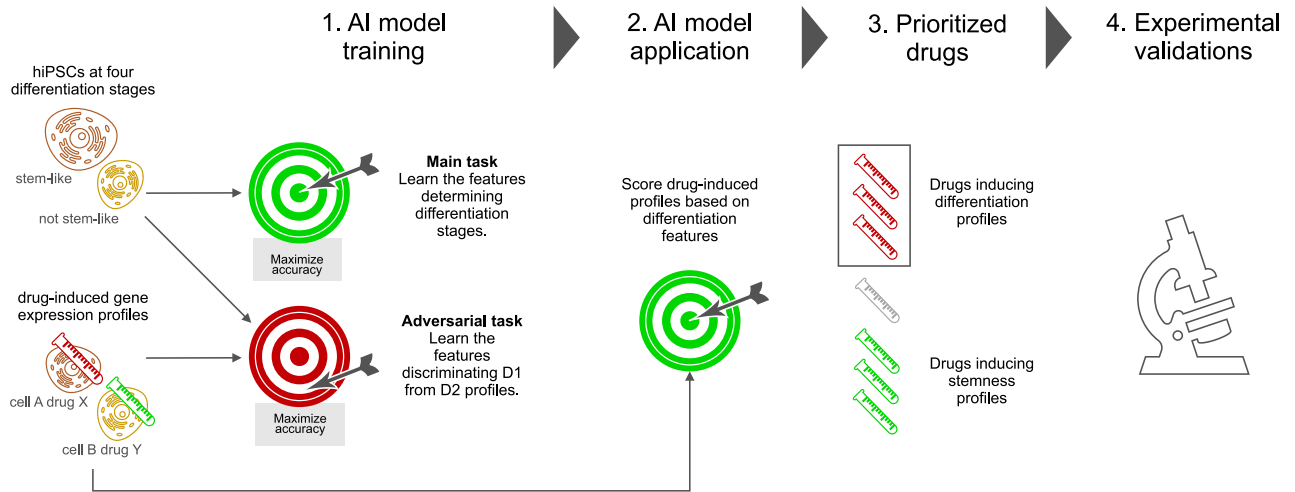 1. AI model
training
2. AI model
application
3. Prioritized
drugs
4. Experimental
validations
hiPSCs at four
differentiation stages
stem-like
not stem-like
Main task
Learn the features
determining
differentiation
stages.
Maximize
accuracy
drug-induced gene
expression profiles
cell A drug X
cell B drug Y
Adversarial task
Learn the
features
discriminating D1
from D2 profiles.
Maximize
accuracy
Score drug-induced
profiles based on
differentiation
features
Drugs inducing
differentiation
profiles
Drugs inducing
stemness
profiles